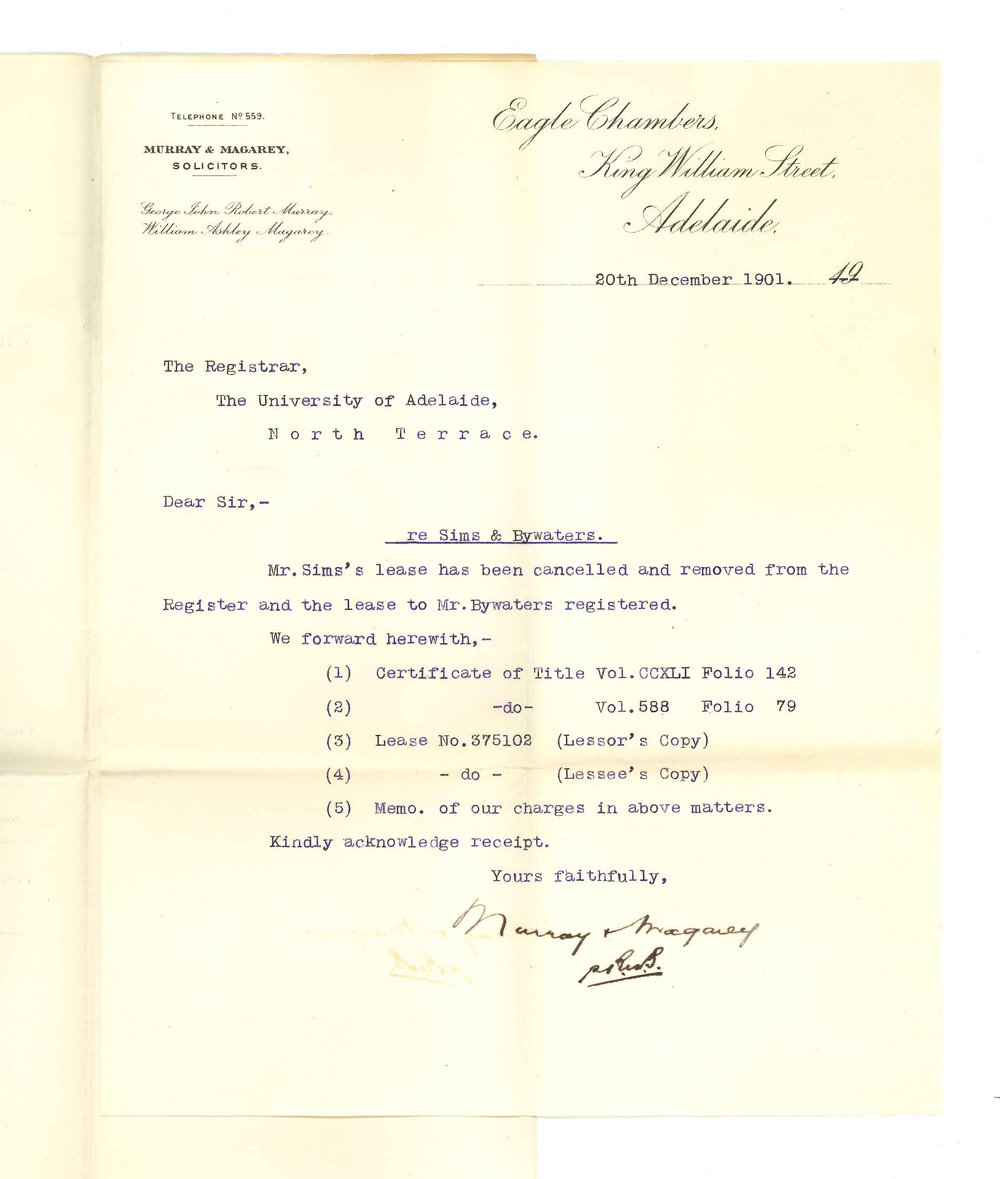 TELEPHONE Nº 559.
MURRAY & MAGAREY,
SOLICITORS.
George John Robert Murray.
William Ashley Magarey.
Eagle Chambers,
King William Street,
Adelaide,
20th December 1901. 19
The Registrar,
The University of Adelaide,
North Terrace.
Dear Sir,-
re Sims & Bywaters.
Mr.Sims's lease has been cancelled and removed from the
Register and the lease to Mr.Bywaters registered.
We forward herewith,-
(1) Certificate of Title Vol.CCXLI Folio 142
(2) -do- Vol.588 Folio 79
(3) Lease No.375102 (Lessor's Copy)
(4) - do - (Lessee's Copy)
(5) Memo. of our charges in above matters.
Kindly acknowledge receipt.
Yours faithfully,
Murray & Magarey